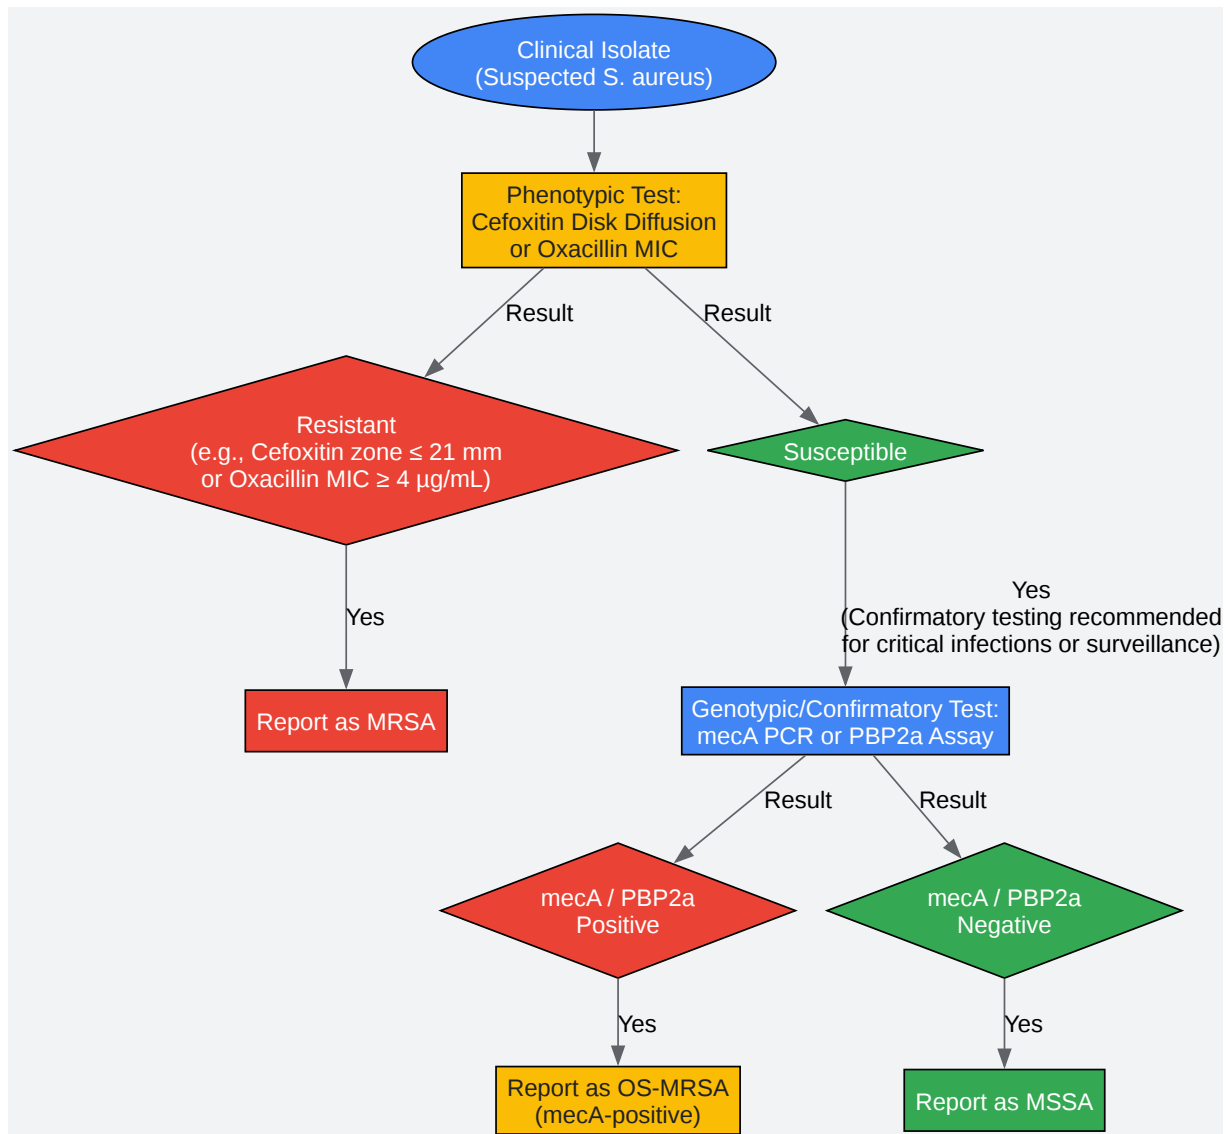 Clinical Isolate
(Suspected S. aureus)
Phenotypic Test:
Cefoxitin Disk Diffusion
or Oxacillin MIC
Result
Result
Resistant
(e.g., Cefoxitin zone ≤ 21 mm
or Oxacillin MIC ≥ 4 µg/mL)
Susceptible
Yes
Yes
(Confirmatory testing recommended
for critical infections or surveillance)
Report as MRSA
Genotypic/Confirmatory Test:
mecA PCR or PBP2a Assay
Result
Result
mecA / PBP2a
Positive
mecA / PBP2a
Negative
Yes
Yes
Report as OS-MRSA
(mecA-positive)
Report as MSSA